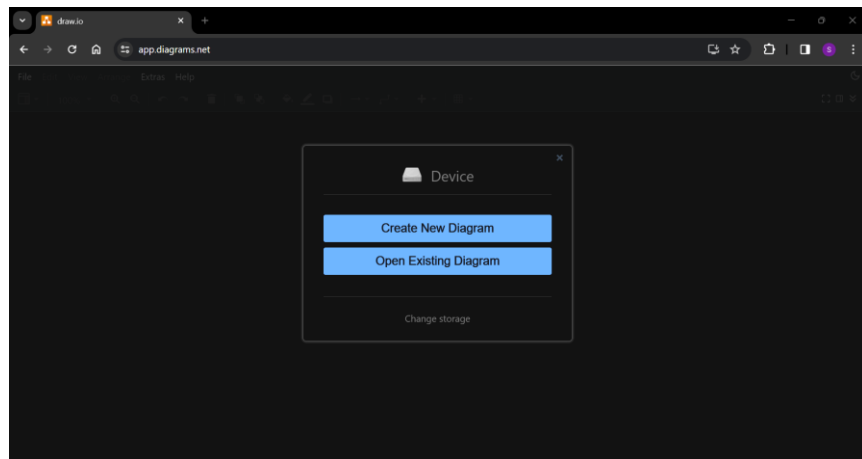 draw.io
app.diagrams.net
S
File Extras Help
Device
Create New Diagram
Open Existing Diagram
Change storage